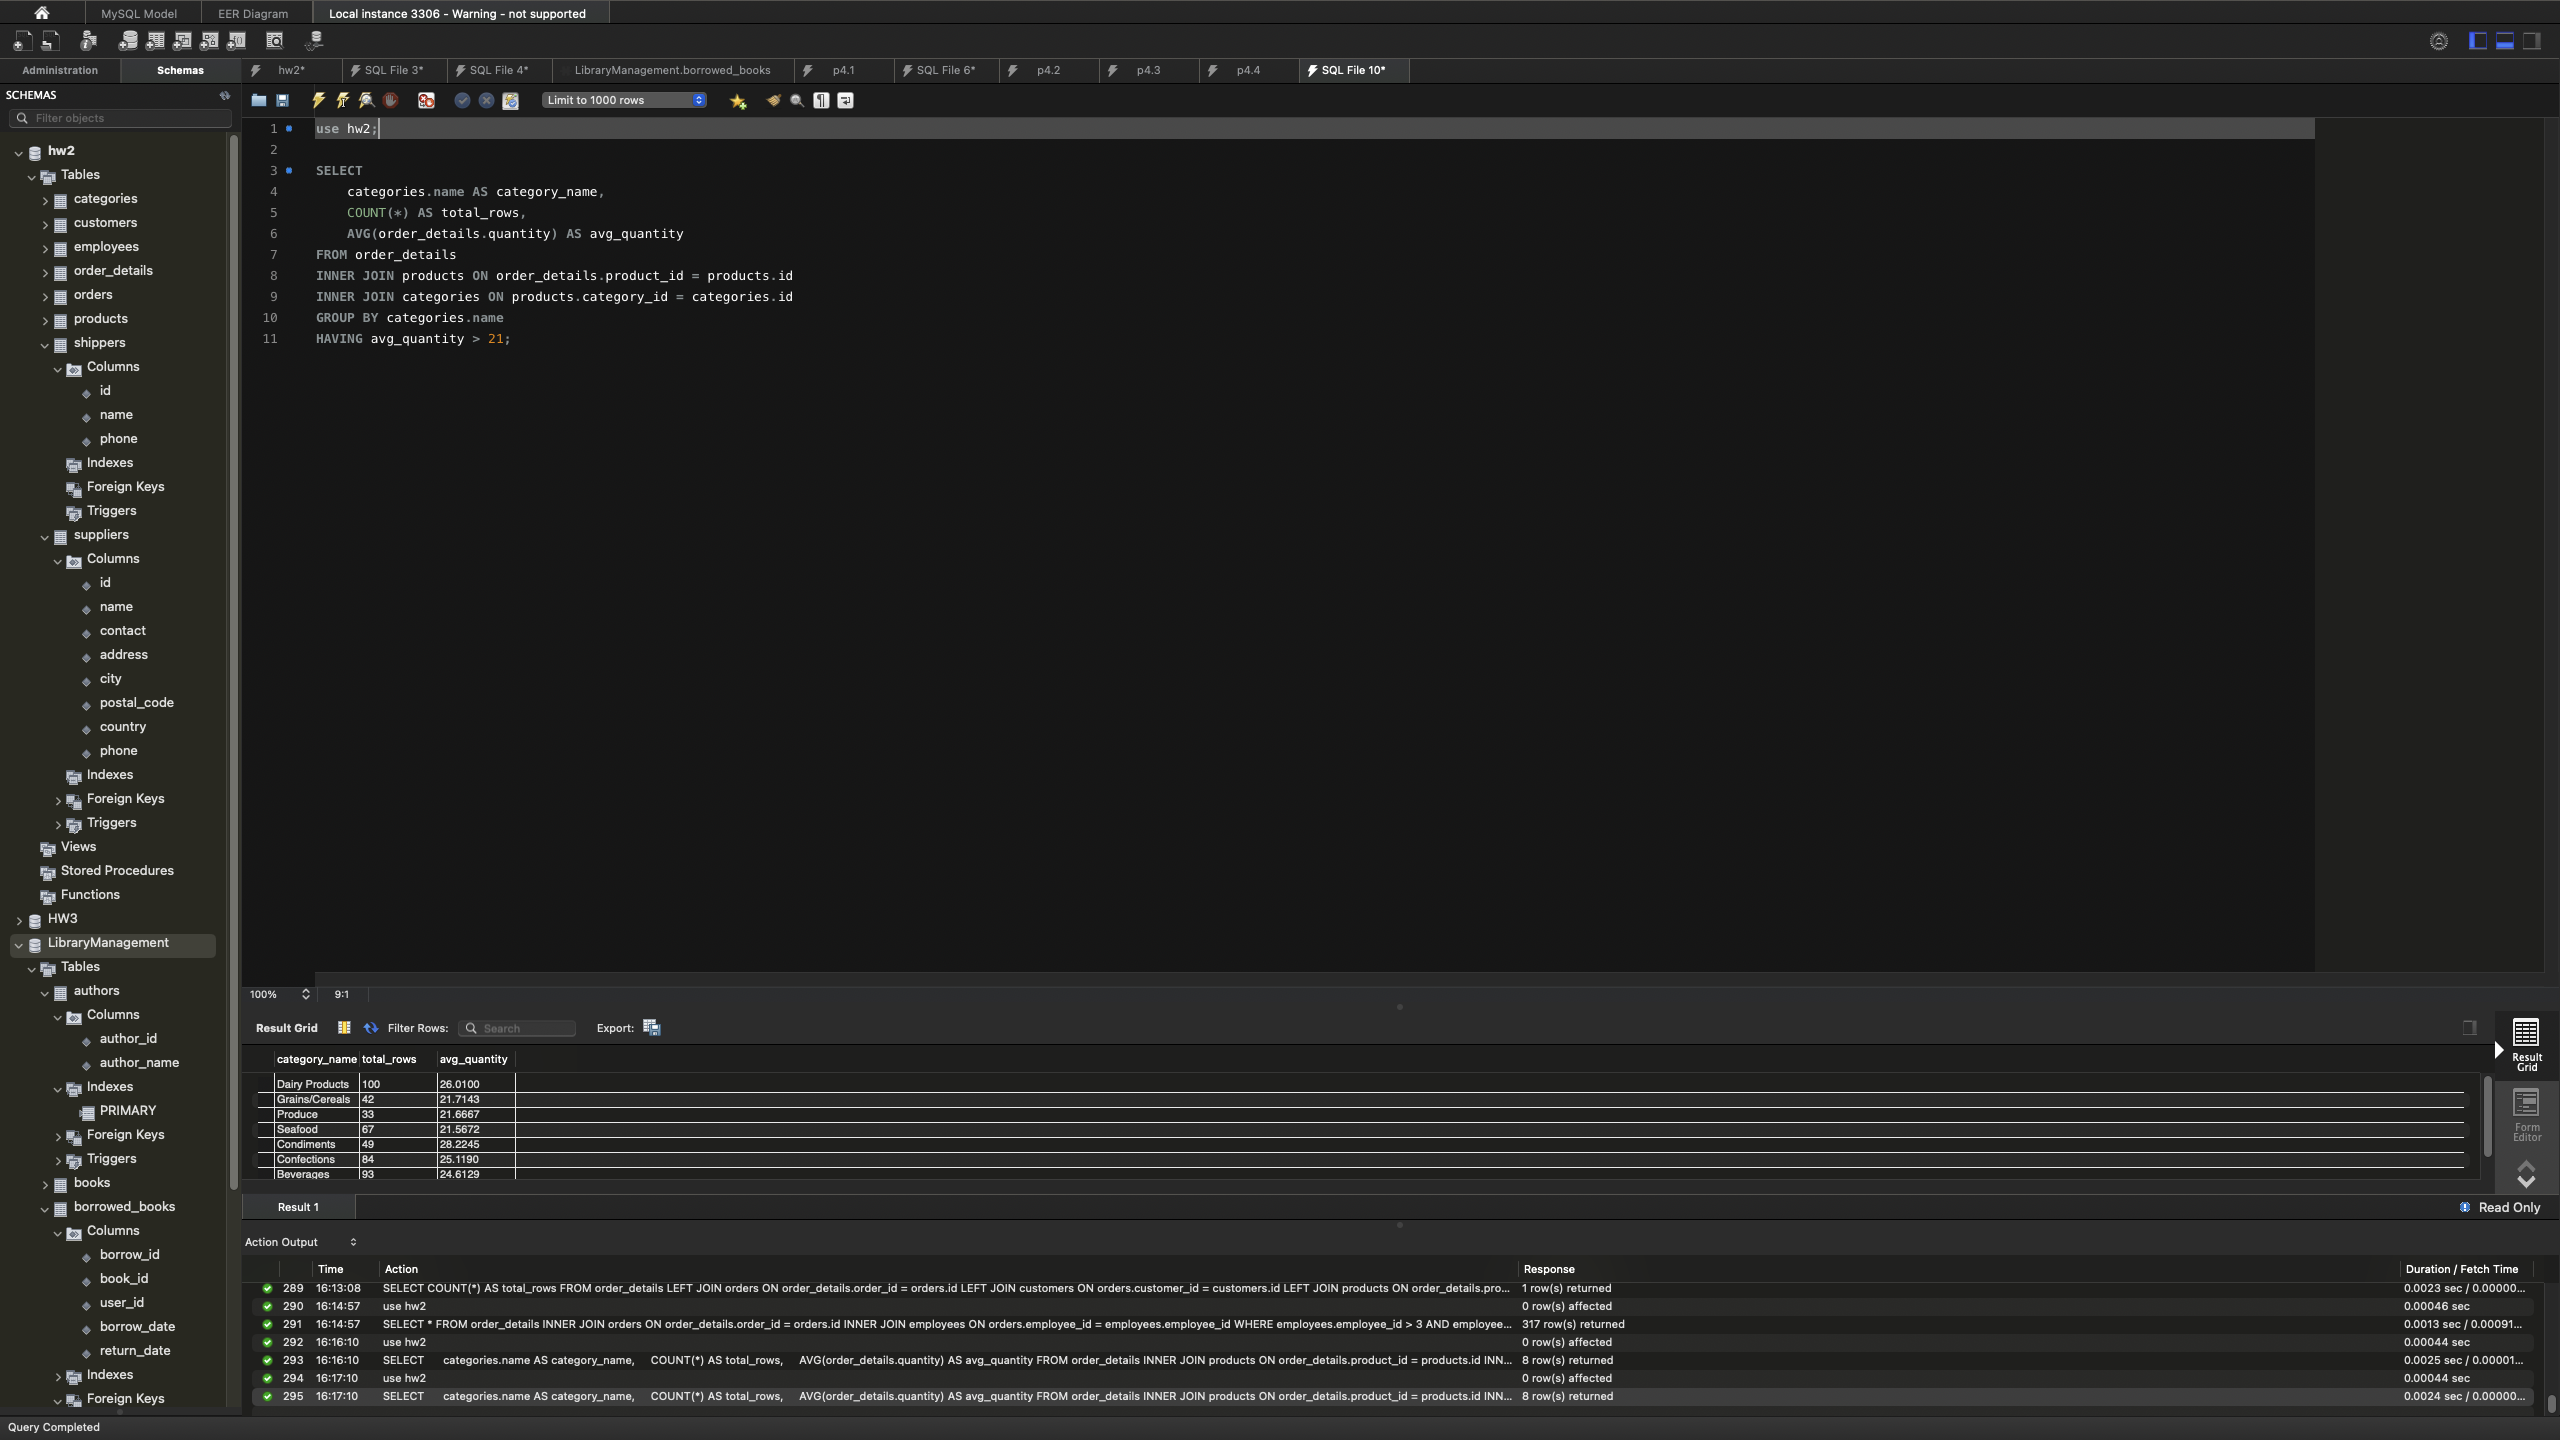 MySQL Model EER Diagram Local instance 3306 - Warning - not supported
Administration Schemas hw2* SQL File 3* SQL File 4* LibraryManagement.borrowed_books p4.1 SQL File 6* p4.2 p4.3 p4.4 SQL File 10*
SCHEMAS
Limit to 1000 rows
Filter objects
hw2
Tables
categories
customers
employees
order_details
orders
products
shippers
Columns
id
name
phone
Indexes
Foreign Keys
Triggers
suppliers
Columns
id
name
contact
address
city
postal_code
country
phone
Indexes
Foreign Keys
Triggers
Views
Stored Procedures
Functions
HW3
LibraryManagement
Tables
authors
Columns
author_id
author_name
Indexes
PRIMARY
Foreign Keys
Triggers
books
borrowed_books
Columns
borrow_id
book_id
user_id
borrow_date
return_date
Indexes
Foreign Keys
1 use hw2;
2
3 SELECT
4 categories.name AS category_name,
5 COUNT(*) AS total_rows,
6 AVG(order_details.quantity) AS avg_quantity
7 FROM order_details
8 INNER JOIN products ON order_details.product_id = products.id
9 INNER JOIN categories ON products.category_id = categories.id
10 GROUP BY categories.name
11 HAVING avg_quantity > 21;
100% 9:1
Result Grid Filter Rows: Search Export:
category_name total_rows avg_quantity
Dairy Products 100 26.0100
Grains/Cereals 42 21.7143
Produce 33 21.6667
Seafood 67 21.5672
Condiments 49 28.2245
Confections 84 25.1190
Beverages 93 24.6129
Result
Grid
Form
Editor
Result 1 Read Only
Action Output
Time Action Response Duration / Fetch Time
289 16:13:08 SELECT COUNT(*) AS total_rows FROM order_details LEFT JOIN orders ON order_details.order_id = orders.id LEFT JOIN customers ON orders.customer_id = customers.id LEFT JOIN products ON order_details.pro... 1 row(s) returned 0.0023 sec / 0.00000...
290 16:14:57 use hw2 0 row(s) affected 0.00046 sec
291 16:14:57 SELECT * FROM order_details INNER JOIN orders ON order_details.order_id = orders.id INNER JOIN employees ON orders.employee_id = employees.employee_id WHERE employees.employee_id > 3 AND employee... 317 row(s) returned 0.0013 sec / 0.00091...
292 16:16:10 use hw2 0 row(s) affected 0.00044 sec
293 16:16:10 SELECT categories.name AS category_name, COUNT(*) AS total_rows, AVG(order_details.quantity) AS avg_quantity FROM order_details INNER JOIN products ON order_details.product_id = products.id INN... 8 row(s) returned 0.0025 sec / 0.00001...
294 16:17:10 use hw2 0 row(s) affected 0.00044 sec
295 16:17:10 SELECT categories.name AS category_name, COUNT(*) AS total_rows, AVG(order_details.quantity) AS avg_quantity FROM order_details INNER JOIN products ON order_details.product_id = products.id INN... 8 row(s) returned 0.0024 sec / 0.00000...
Query Completed